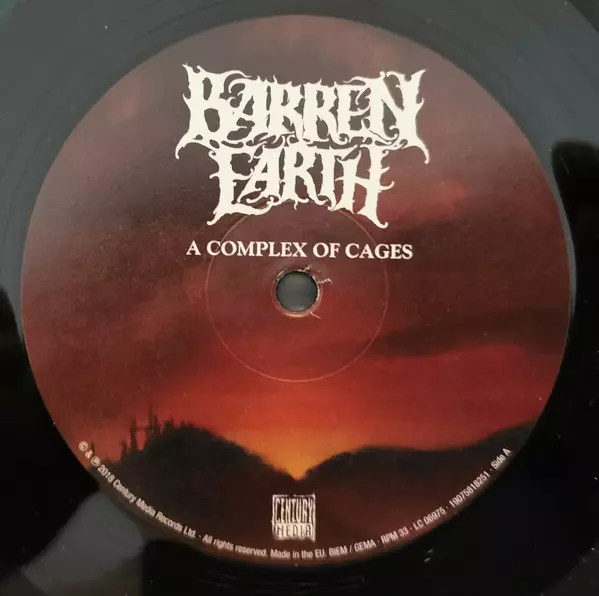 BARREN
EARTH
A COMPLEX OF CAGES
CENTURY
MEDIA
© & ℗ 2018 Century Media Records Ltd. · All rights reserved. Made in the EU. BIEM / GEMA · RPM 33 · LC 06975 · 19075818251 · Side A